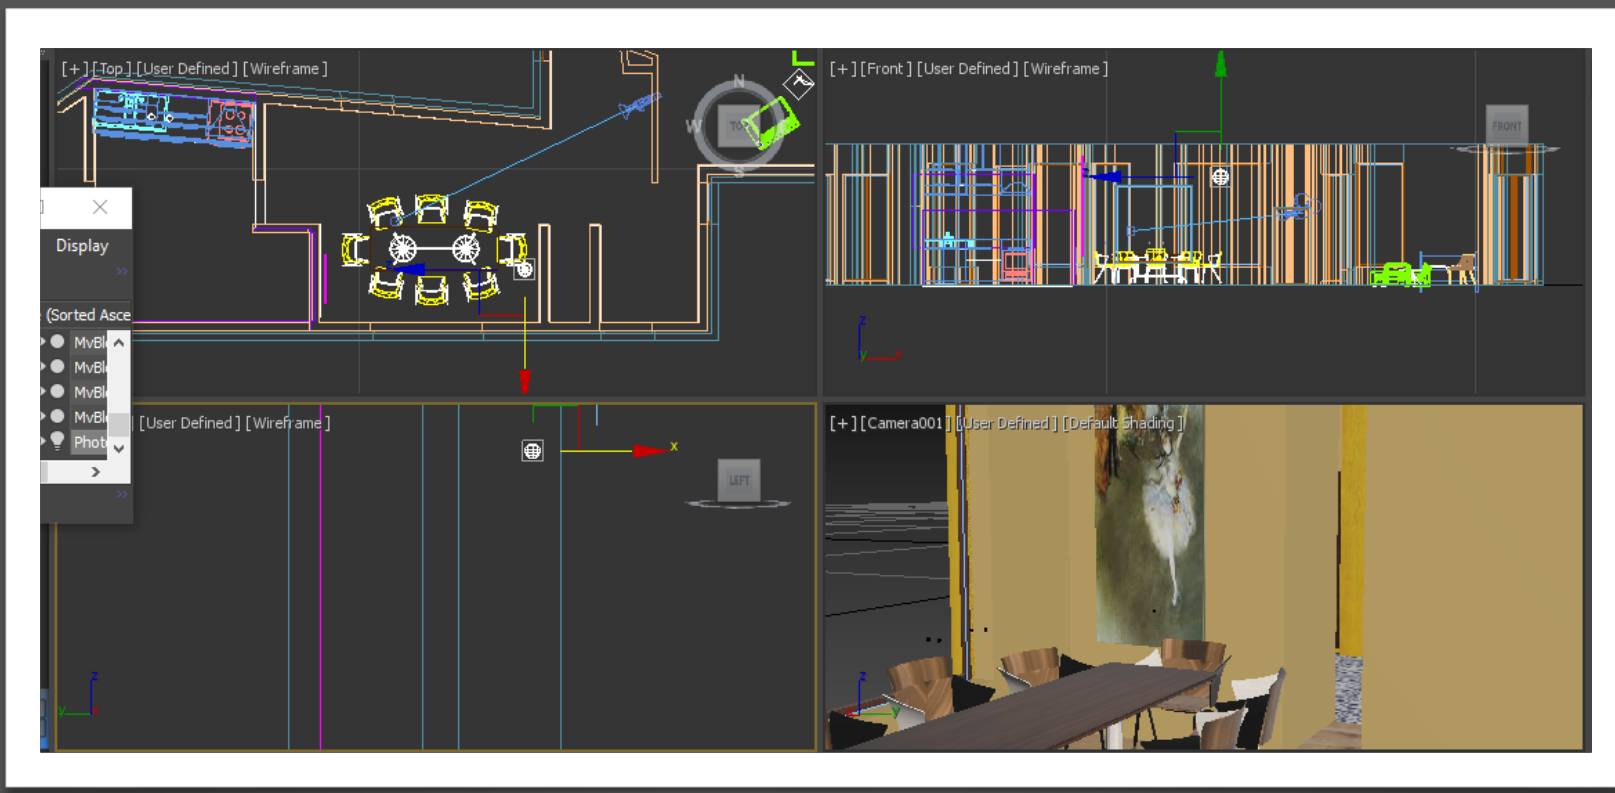 [+] [Top] [User Defined] [Wireframe]
N
W
TO
S
[+] [Front] [User Defined] [Wireframe]
FRONT
z
y
x
Display
(Sorted Asce
MvBl
MvBl
MvBl
MvBl
Phot
[User Defined] [Wireframe]
x
LEFT
z
y
[+] [Camera001] [User Defined] [Default Shading]
z
y